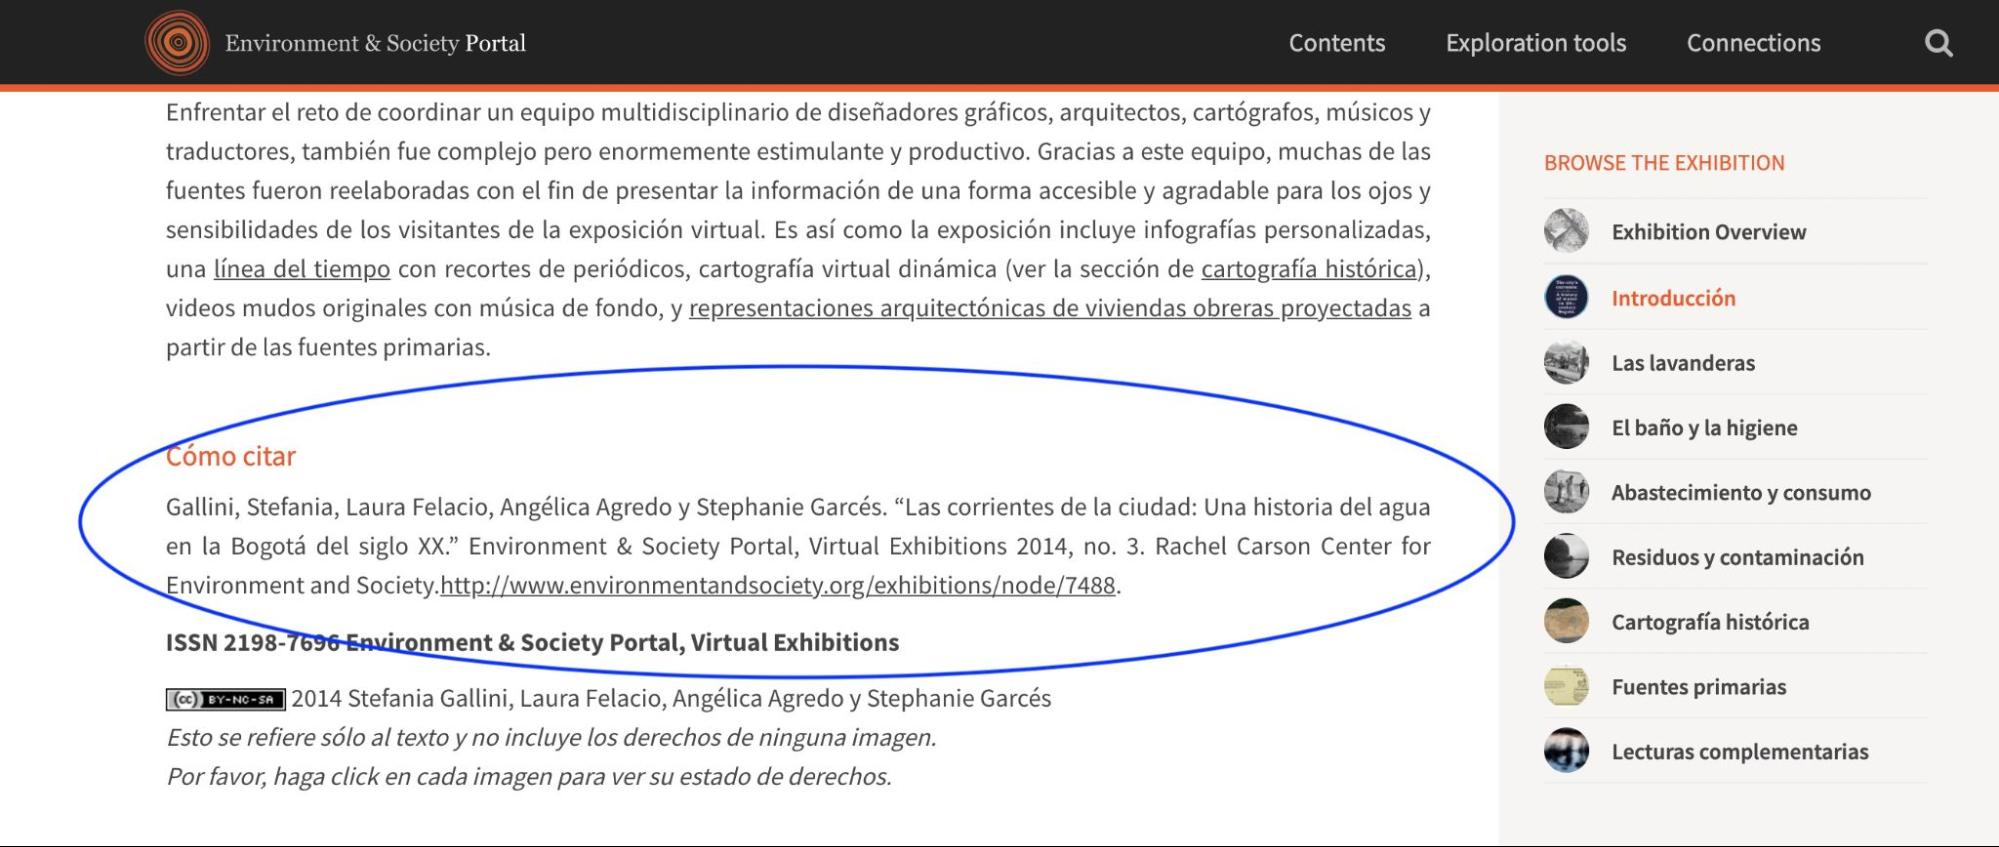 Environment & Society Portal
Contents
Exploration tools
Connections
Enfrentar el reto de coordinar un equipo multidisciplinario de diseñadores gráficos, arquitectos, cartógrafos, músicos y
traductores, también fue complejo pero enormemente estimulante y productivo. Gracias a este equipo, muchas de las
fuentes fueron reelaboradas con el fin de presentar la información de una forma accesible y agradable para los ojos y
sensibilidades de los visitantes de la exposición virtual. Es así como la exposición incluye infografías personalizadas,
una línea del tiempo con recortes de periódicos, cartografía virtual dinámica (ver la sección de cartografía histórica),
videos mudos originales con música de fondo, y representaciones arquitectónicas de viviendas obreras proyectadas a
partir de las fuentes primarias.
Cómo citar
Gallini, Stefania, Laura Felacio, Angélica Agredo y Stephanie Garcés. “Las corrientes de la ciudad: Una historia del agua
en la Bogotá del siglo XX.” Environment & Society Portal, Virtual Exhibitions 2014, no. 3. Rachel Carson Center for
Environment and Society.http://www.environmentandsociety.org/exhibitions/node/7488.
ISSN 2198-7696 Environment & Society Portal, Virtual Exhibitions
(cc) BY-NC-SA 2014 Stefania Gallini, Laura Felacio, Angélica Agredo y Stephanie Garcés
Esto se refiere sólo al texto y no incluye los derechos de ninguna imagen.
Por favor, haga click en cada imagen para ver su estado de derechos.
BROWSE THE EXHIBITION
Exhibition Overview
Introducción
Las lavanderas
El baño y la higiene
Abastecimiento y consumo
Residuos y contaminación
Cartografía histórica
Fuentes primarias
Lecturas complementarias